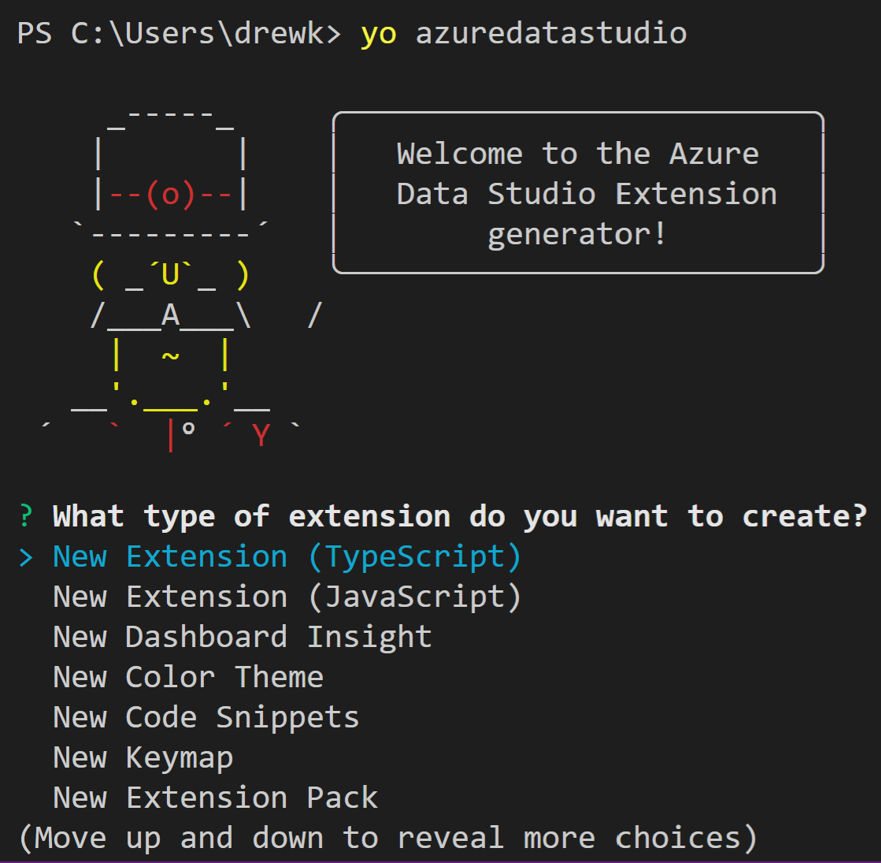 PS C:\Users\drewk> yo azuredatastudio
Welcome to the Azure
Data Studio Extension
generator!
? What type of extension do you want to create?
> New Extension (TypeScript)
New Extension (JavaScript)
New Dashboard Insight
New Color Theme
New Code Snippets
New Keymap
New Extension Pack
(Move up and down to reveal more choices)